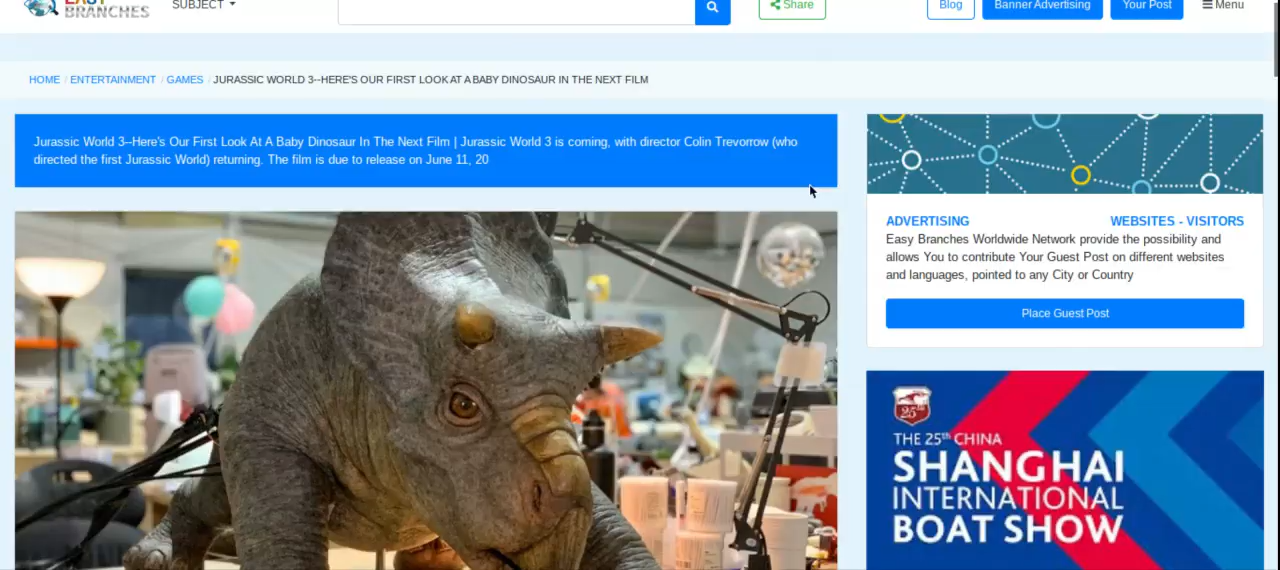 EASY
BRANCHES
SUBJECT
Share
Blog
Banner Advertising
Your Post
Menu
HOME / ENTERTAINMENT / GAMES / JURASSIC WORLD 3--HERE'S OUR FIRST LOOK AT A BABY DINOSAUR IN THE NEXT FILM
Jurassic World 3--Here's Our First Look At A Baby Dinosaur In The Next Film | Jurassic World 3 is coming, with director Colin Trevorrow (who
directed the first Jurassic World) returning. The film is due to release on June 11, 20
ADVERTISING
WEBSITES - VISITORS
Easy Branches Worldwide Network provide the possibility and
allows You to contribute Your Guest Post on different websites
and languages, pointed to any City or Country
Place Guest Post
25th
THE 25th CHINA
SHANGHAI
INTERNATIONAL
BOAT SHOW